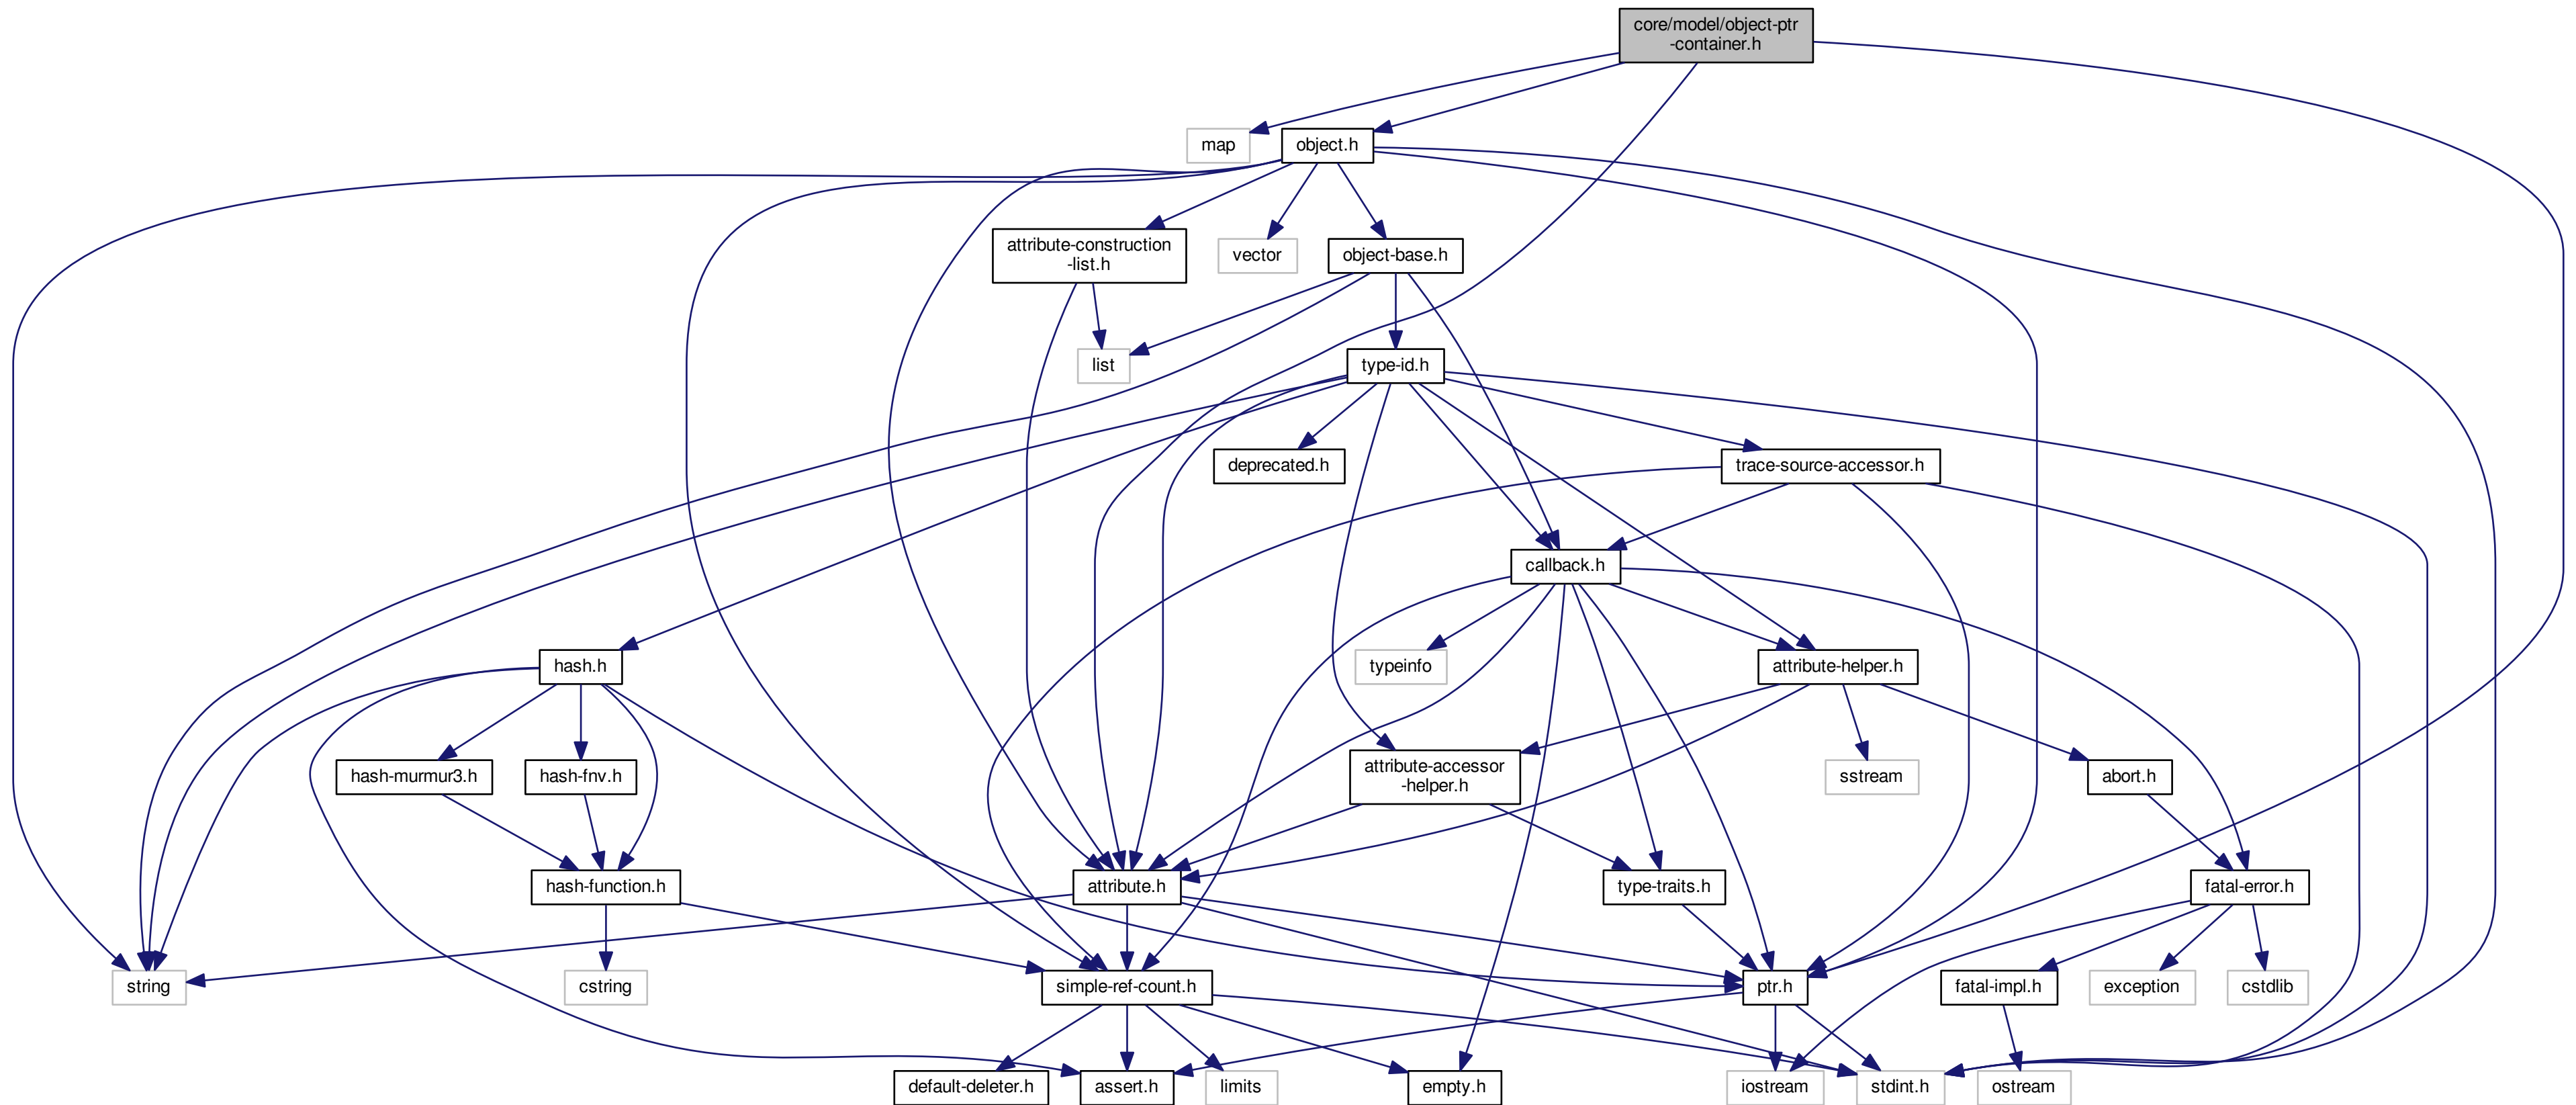 core/model/object-ptr
-container.h
map
object.h
attribute-construction
-list.h
vector
object-base.h
list
type-id.h
deprecated.h
trace-source-accessor.h
callback.h
hash.h
typeinfo
attribute-helper.h
hash-murmur3.h
hash-fnv.h
attribute-accessor
-helper.h
sstream
abort.h
hash-function.h
attribute.h
type-traits.h
fatal-error.h
string
cstring
simple-ref-count.h
ptr.h
fatal-impl.h
exception
cstdlib
default-deleter.h
assert.h
limits
empty.h
iostream
stdint.h
ostream